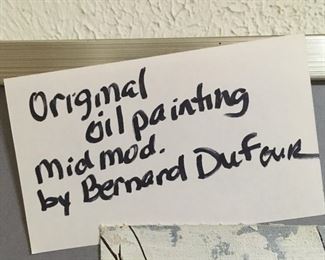 Original
oil painting
mid mod.
by Bernard Dufour